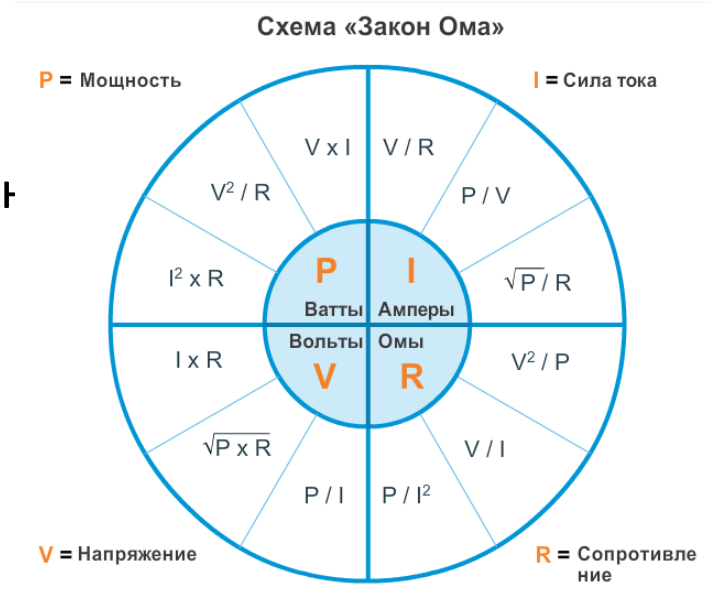 Схема «Закон Ома»
P = Мощность
I = Сила тока
V x I
V / R
V² / R
P / V
I² x R
√P / R
P
I
Ватты
Амперы
Вольты
Омы
V
R
I x R
V² / P
√P x R
V / I
P / I
P / I²
V = Напряжение
R = Сопротивле
ние